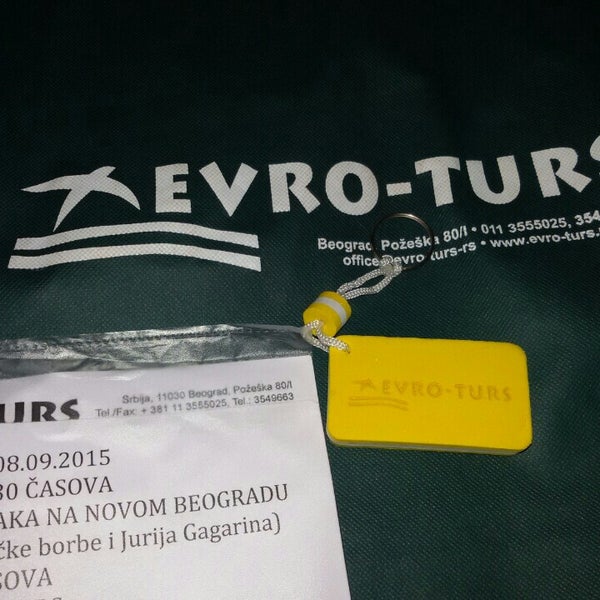 EVRO-TURS
Beograd, Požeška 80/I • 011 3555025, 354
office@evro-turs-rs • www.evro-turs.
EVRO-TURS
TURS
Srbija, 11030 Beograd, Požeška 80/I
Tel./Fax: + 381 11 3555025, Tel.: 3549663
08.09.2015
30 ČASOVA
AKA NA NOVOM BEOGRADU
čke borbe i Jurija Gagarina)
SOVA